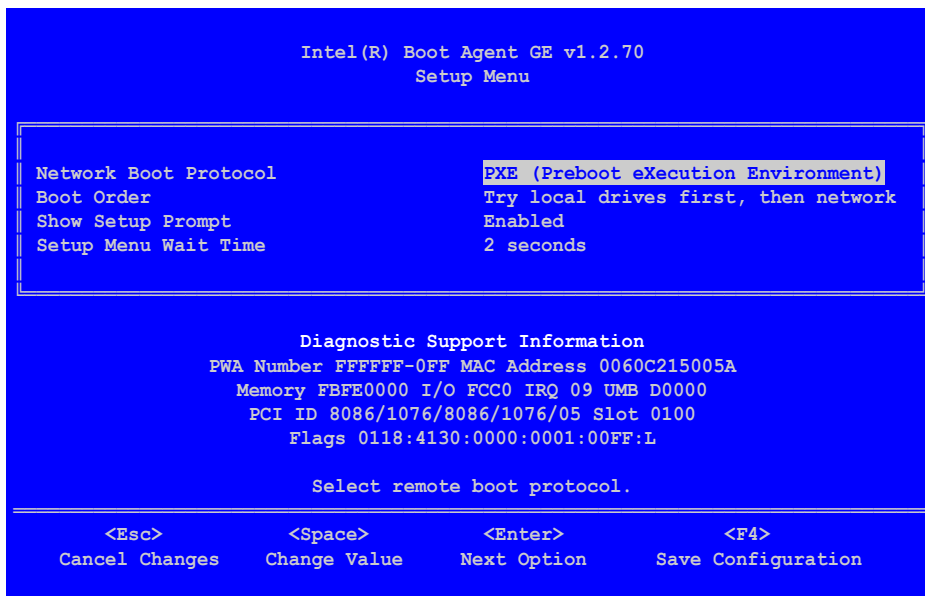 Intel(R) Boot Agent GE v1.2.70
Setup Menu
Network Boot Protocol PXE (Preboot eXecution Environment)
Boot Order Try local drives first, then network
Show Setup Prompt Enabled
Setup Menu Wait Time 2 seconds
Diagnostic Support Information
PWA Number FFFFFF-0FF MAC Address 0060C215005A
Memory FBFE0000 I/O FCC0 IRQ 09 UMB D0000
PCI ID 8086/1076/8086/1076/05 Slot 0100
Flags 0118:4130:0000:0001:00FF:L
Select remote boot protocol.
<Esc> <Space> <Enter> <F4>
Cancel Changes Change Value Next Option Save Configuration